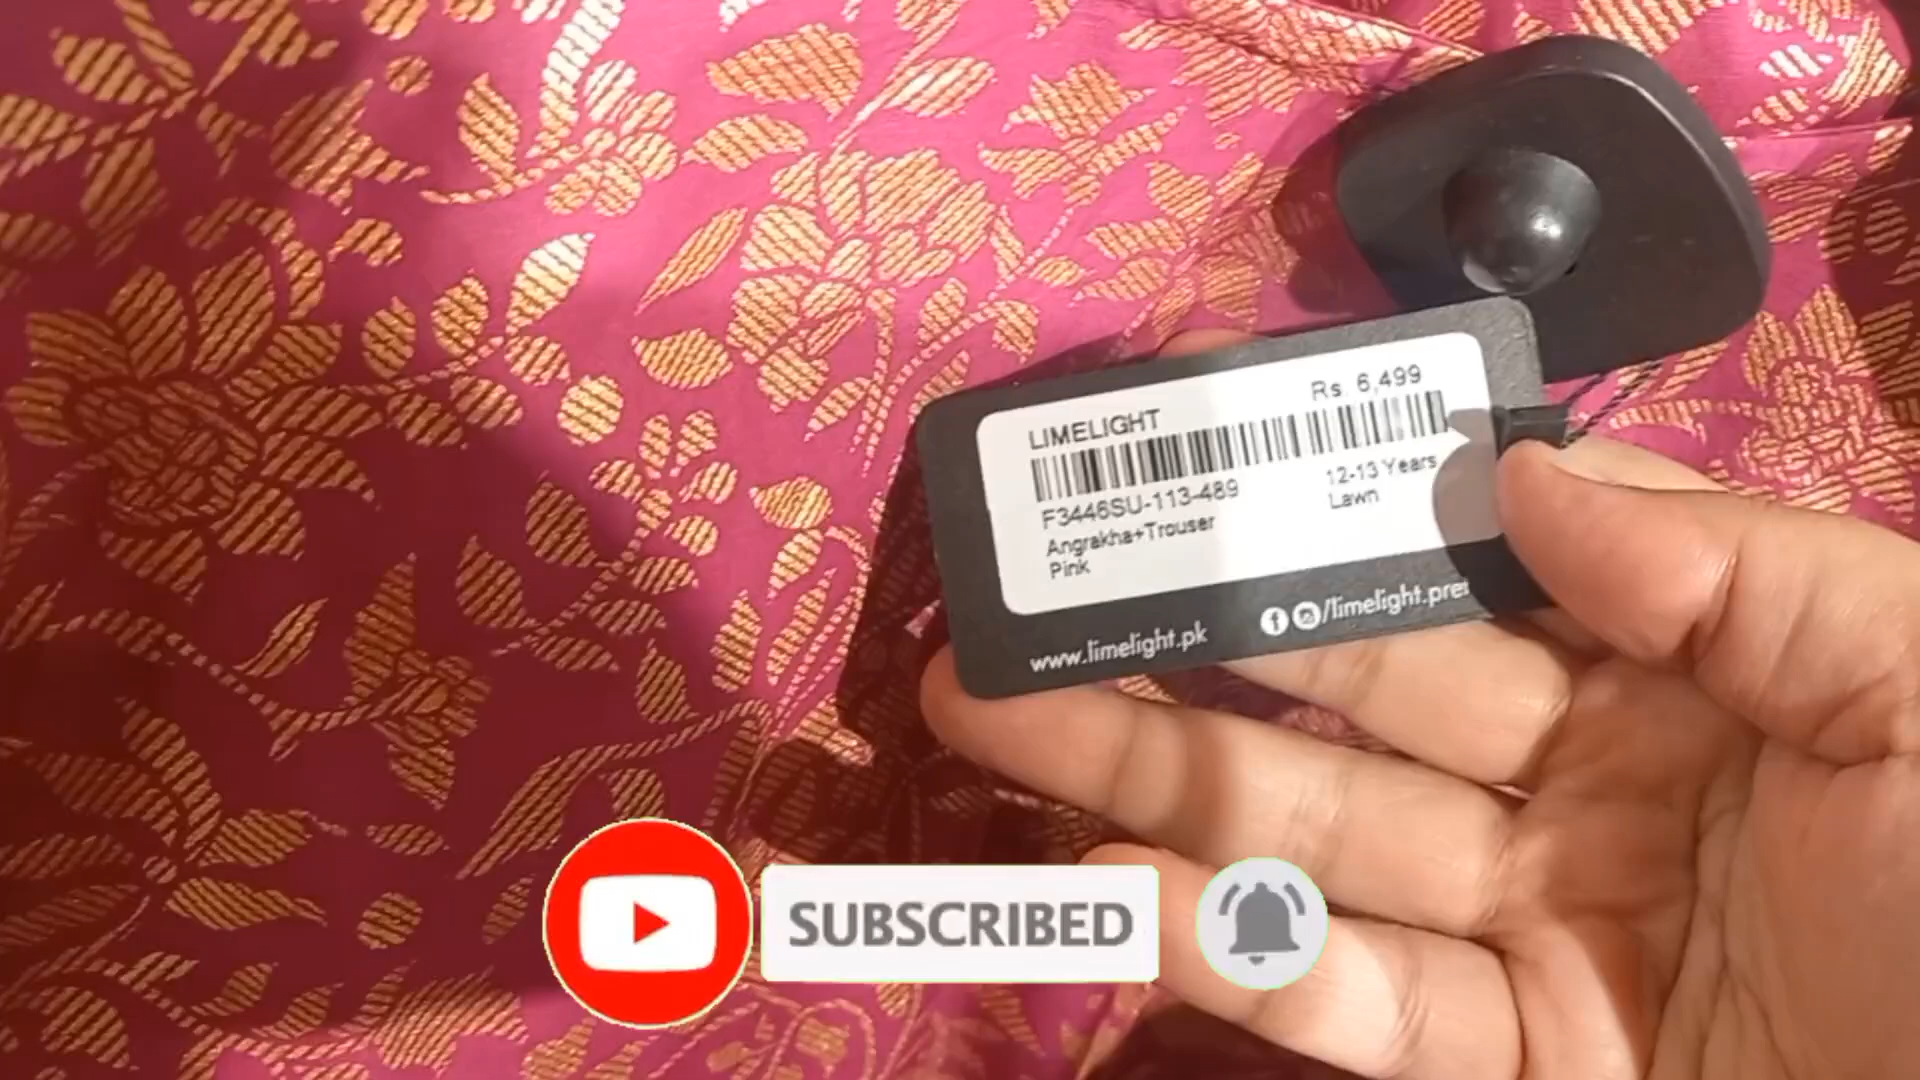 LIMELIGHT
Rs. 6,499
F3446SU-113-489
12-13 Years
Angrakha+Trouser
Lawn
Pink
www.limelight.pk
/limelight.pre
SUBSCRIBED